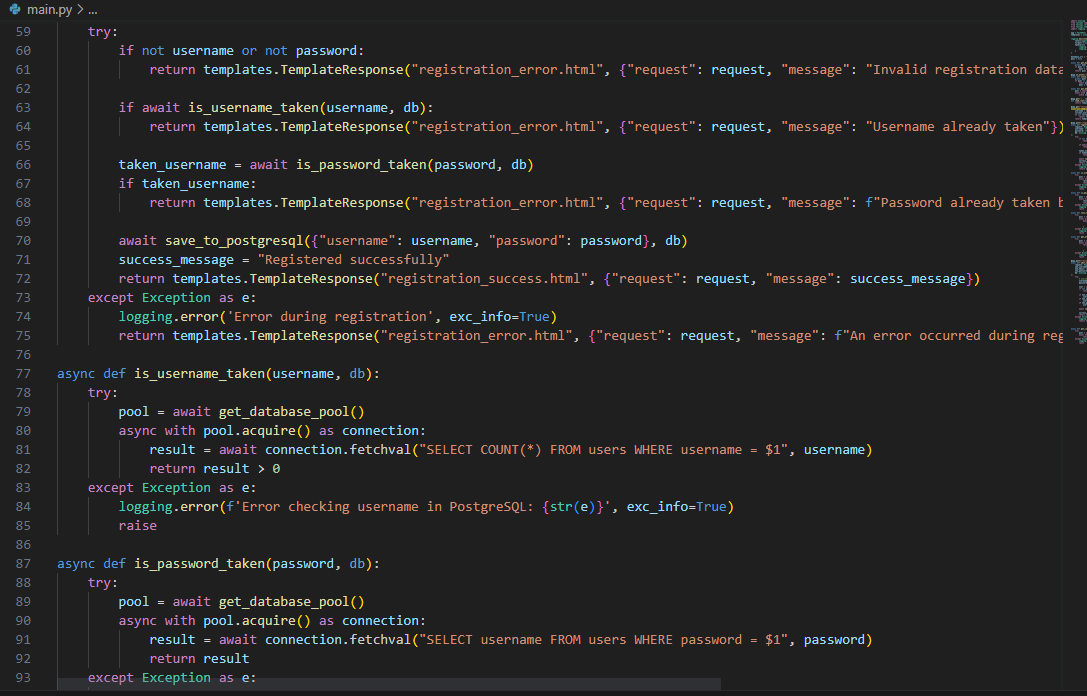 main.py > ...
59 try:
60 if not username or not password:
61 return templates.TemplateResponse("registration_error.html", {"request": request, "message": "Invalid registration data
62
63 if await is_username_taken(username, db):
64 return templates.TemplateResponse("registration_error.html", {"request": request, "message": "Username already taken"})
65
66 taken_username = await is_password_taken(password, db)
67 if taken_username:
68 return templates.TemplateResponse("registration_error.html", {"request": request, "message": f"Password already taken b
69
70 await save_to_postgresql({"username": username, "password": password}, db)
71 success_message = "Registered successfully"
72 return templates.TemplateResponse("registration_success.html", {"request": request, "message": success_message})
73 except Exception as e:
74 logging.error('Error during registration', exc_info=True)
75 return templates.TemplateResponse("registration_error.html", {"request": request, "message": f"An error occurred during reg
76
77 async def is_username_taken(username, db):
78 try:
79 pool = await get_database_pool()
80 async with pool.acquire() as connection:
81 result = await connection.fetchval("SELECT COUNT(*) FROM users WHERE username = $1", username)
82 return result > 0
83 except Exception as e:
84 logging.error(f'Error checking username in PostgreSQL: {str(e)}', exc_info=True)
85 raise
86
87 async def is_password_taken(password, db):
88 try:
89 pool = await get_database_pool()
90 async with pool.acquire() as connection:
91 result = await connection.fetchval("SELECT username FROM users WHERE password = $1", password)
92 return result
93 except Exception as e: